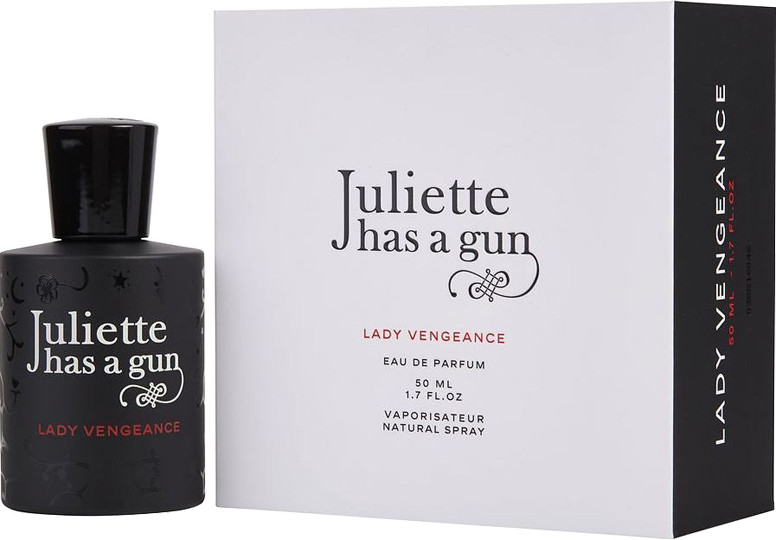 Juliette
has a gun
LADY VENGEANCE
Juliette
has a gun
LADY VENGEANCE
EAU DE PARFUM
50 ML
1.7 FL.OZ
VAPORISATEUR
NATURAL SPRAY
LADY VENGEANCE
50 ML - 1.7 FL.OZ